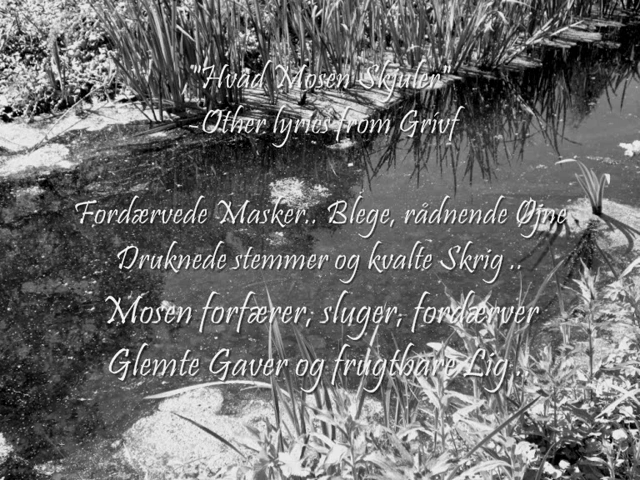 "Hvad Mosen Skjuler"
-Other lyrics from Grivf
Fordærvede Masker.. Blege, rådnende Øjne
Druknede stemmer og kvalte Skrig ..
Mosen forfærer, sluger, fordærver
Glemte Gaver og frugtbare Lig ..